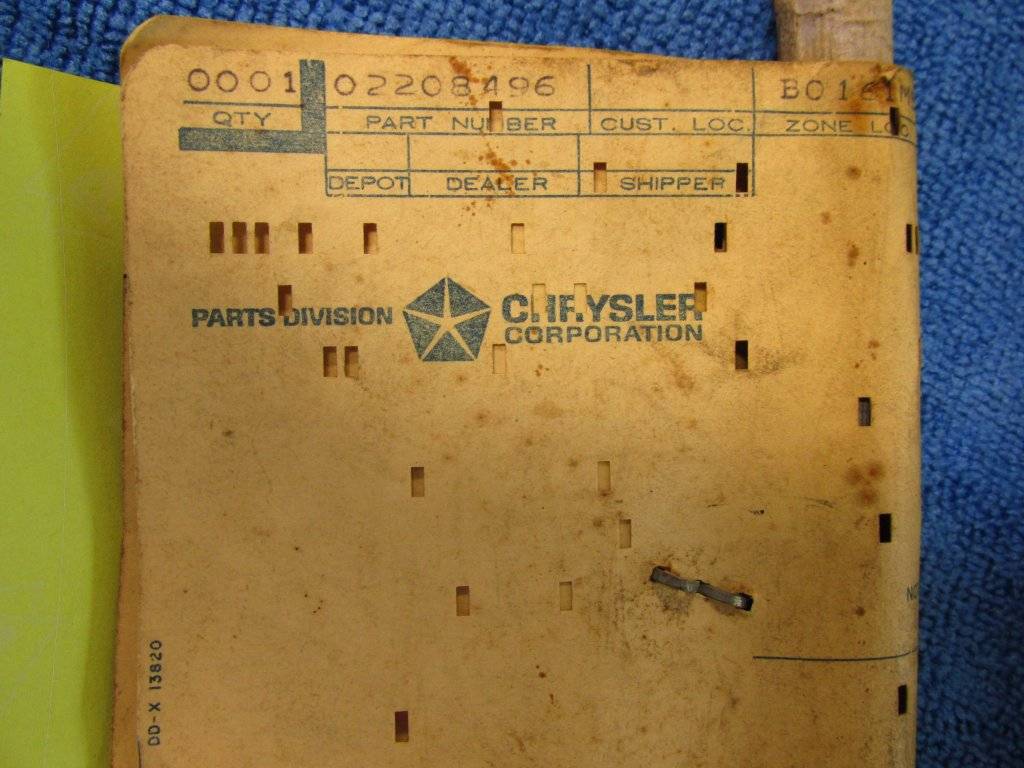 0001 02208496
QTY PART NUMBER CUST. LOC. ZONE LOC
DEPOT DEALER SHIPPER
PARTS DIVISION CHRYSLER
CORPORATION
DD-X 13820